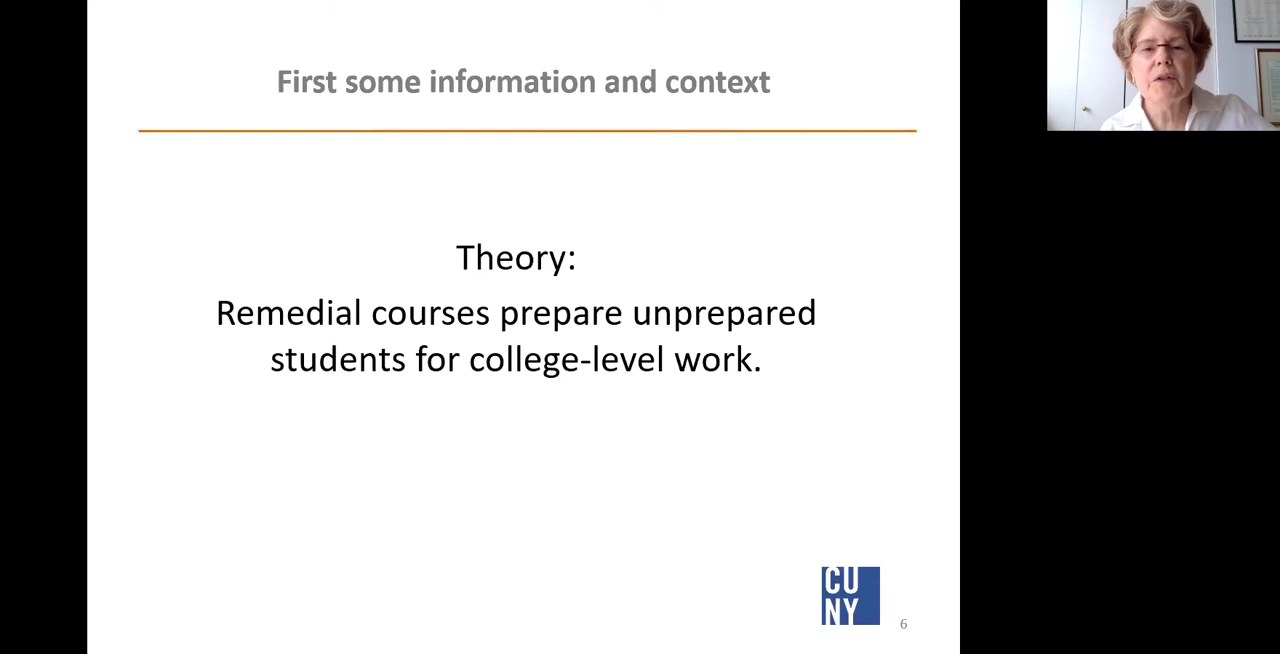 First some information and context
Theory:
Remedial courses prepare unprepared
students for college-level work.
CU
NY
6